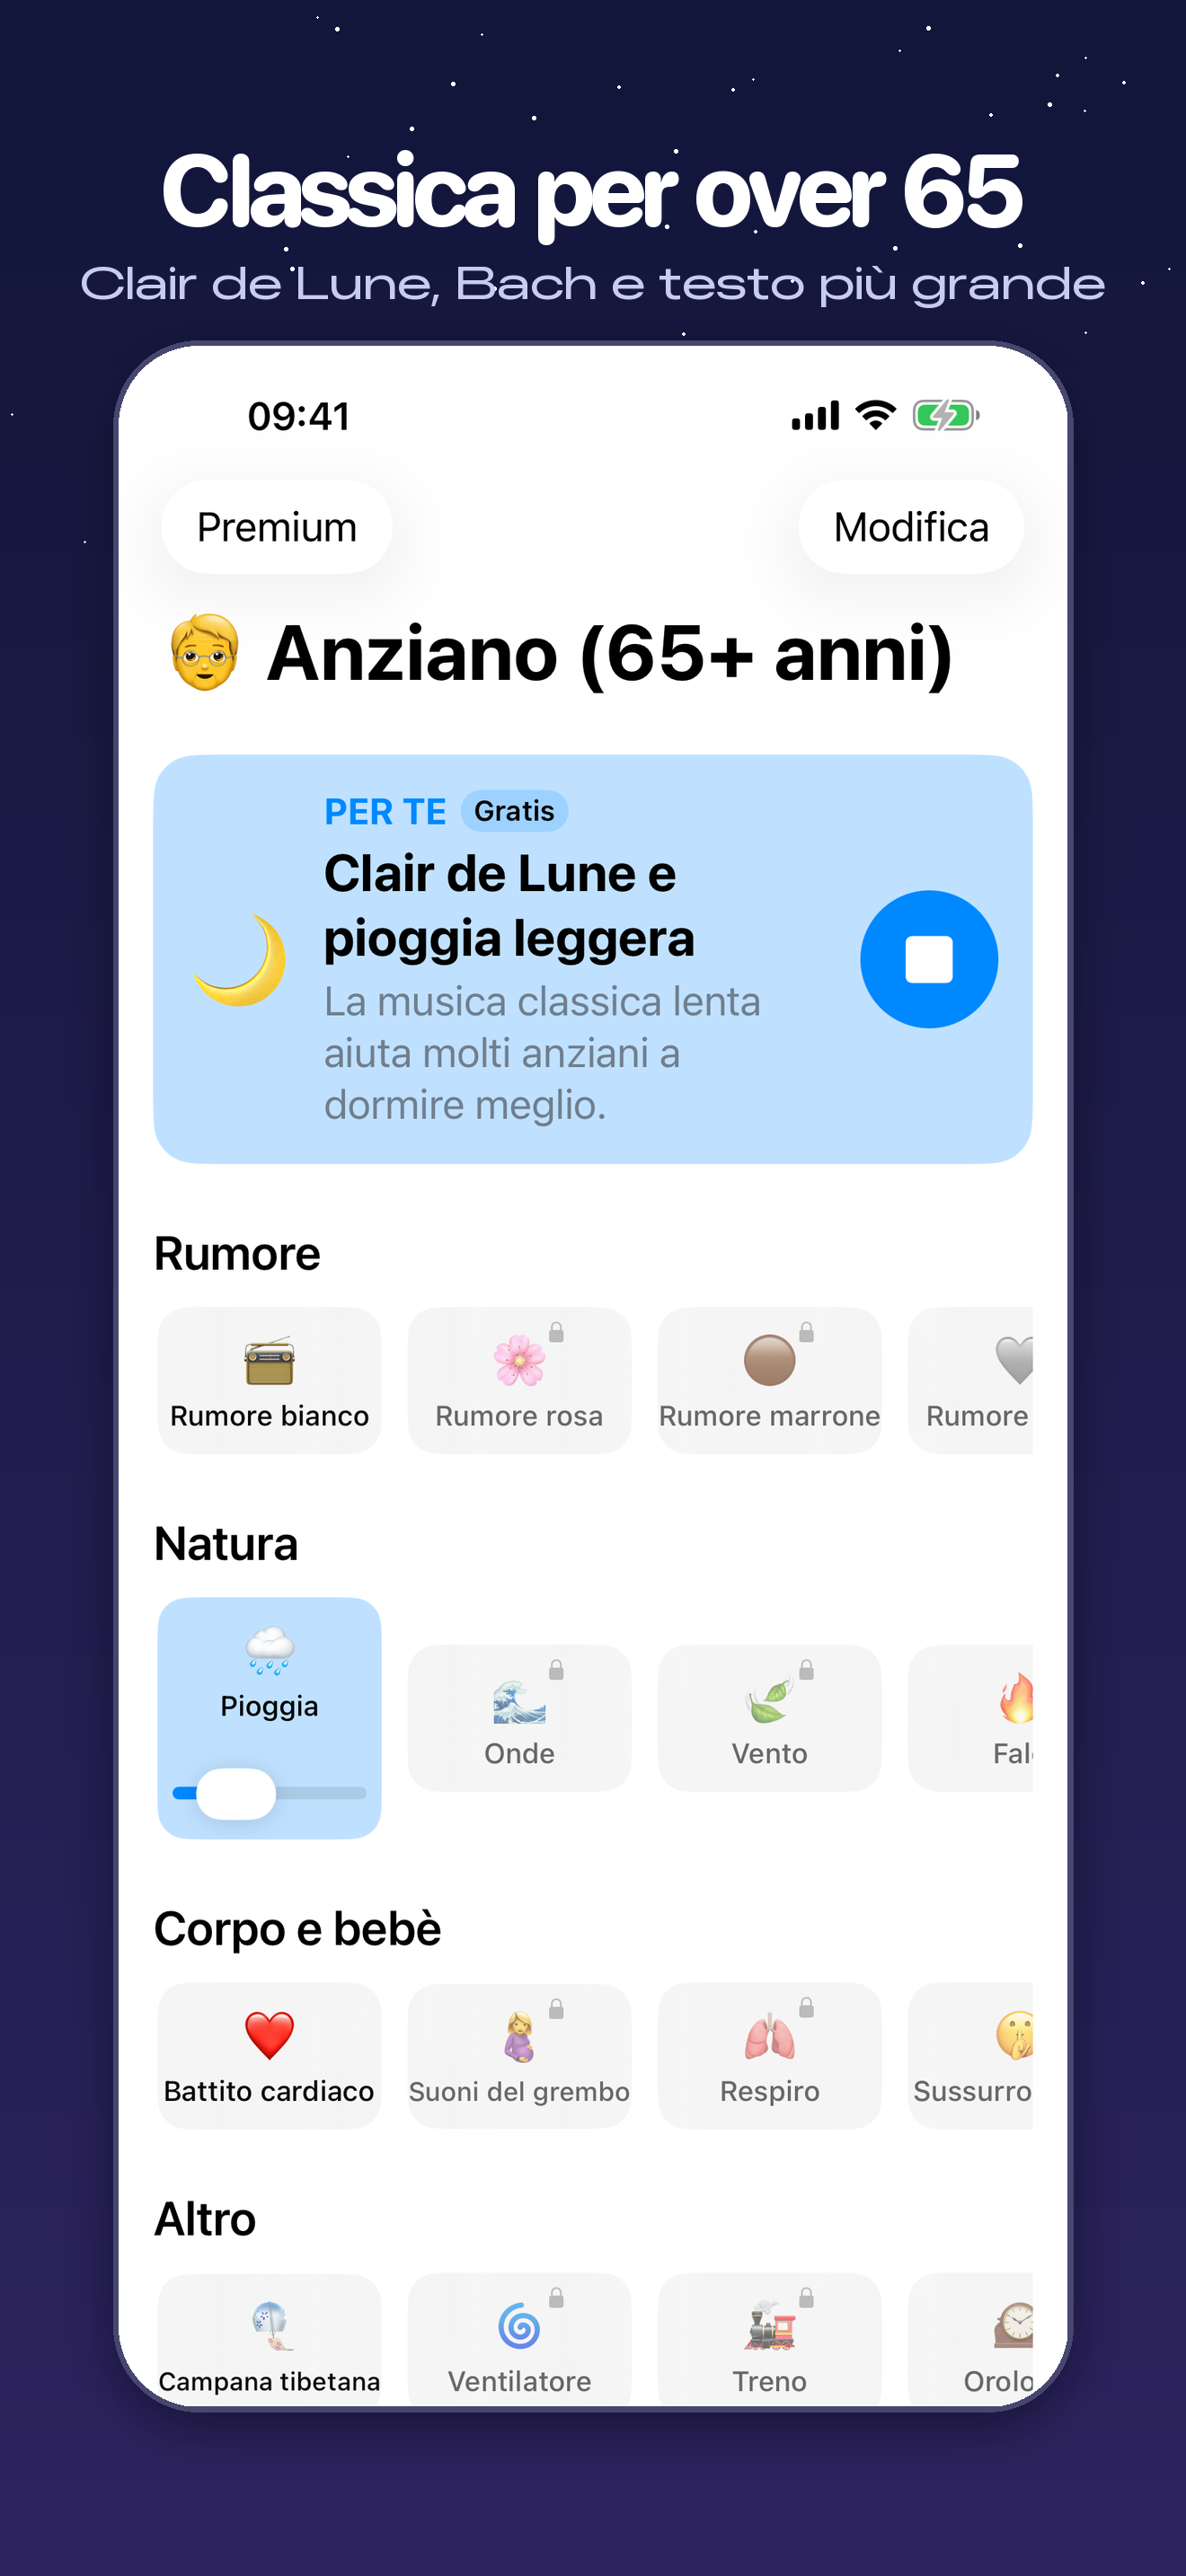 Classica per over 65
Clair de Lune, Bach e testo più grande
09:41
Premium
Modifica
Anziano (65+ anni)
PER TE Gratis
Clair de Lune e
pioggia leggera
La musica classica lenta
aiuta molti anziani a
dormire meglio.
Rumore
Rumore bianco
Rumore rosa
Rumore marrone
Rumore
Natura
Pioggia
Onde
Vento
Corpo e bebè
Battito cardiaco
Suoni del grembo
Respiro
Sussurro
Altro
Campana tibetana
Ventilatore
Treno